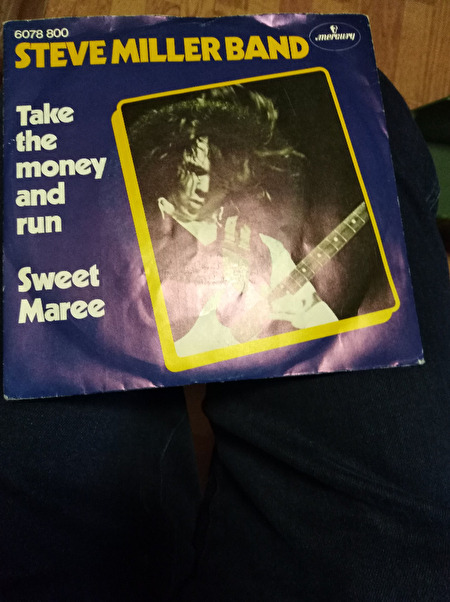 6078 800
STEVE MILLER BAND
mercury
Take
the
money
and
run
Sweet
Maree